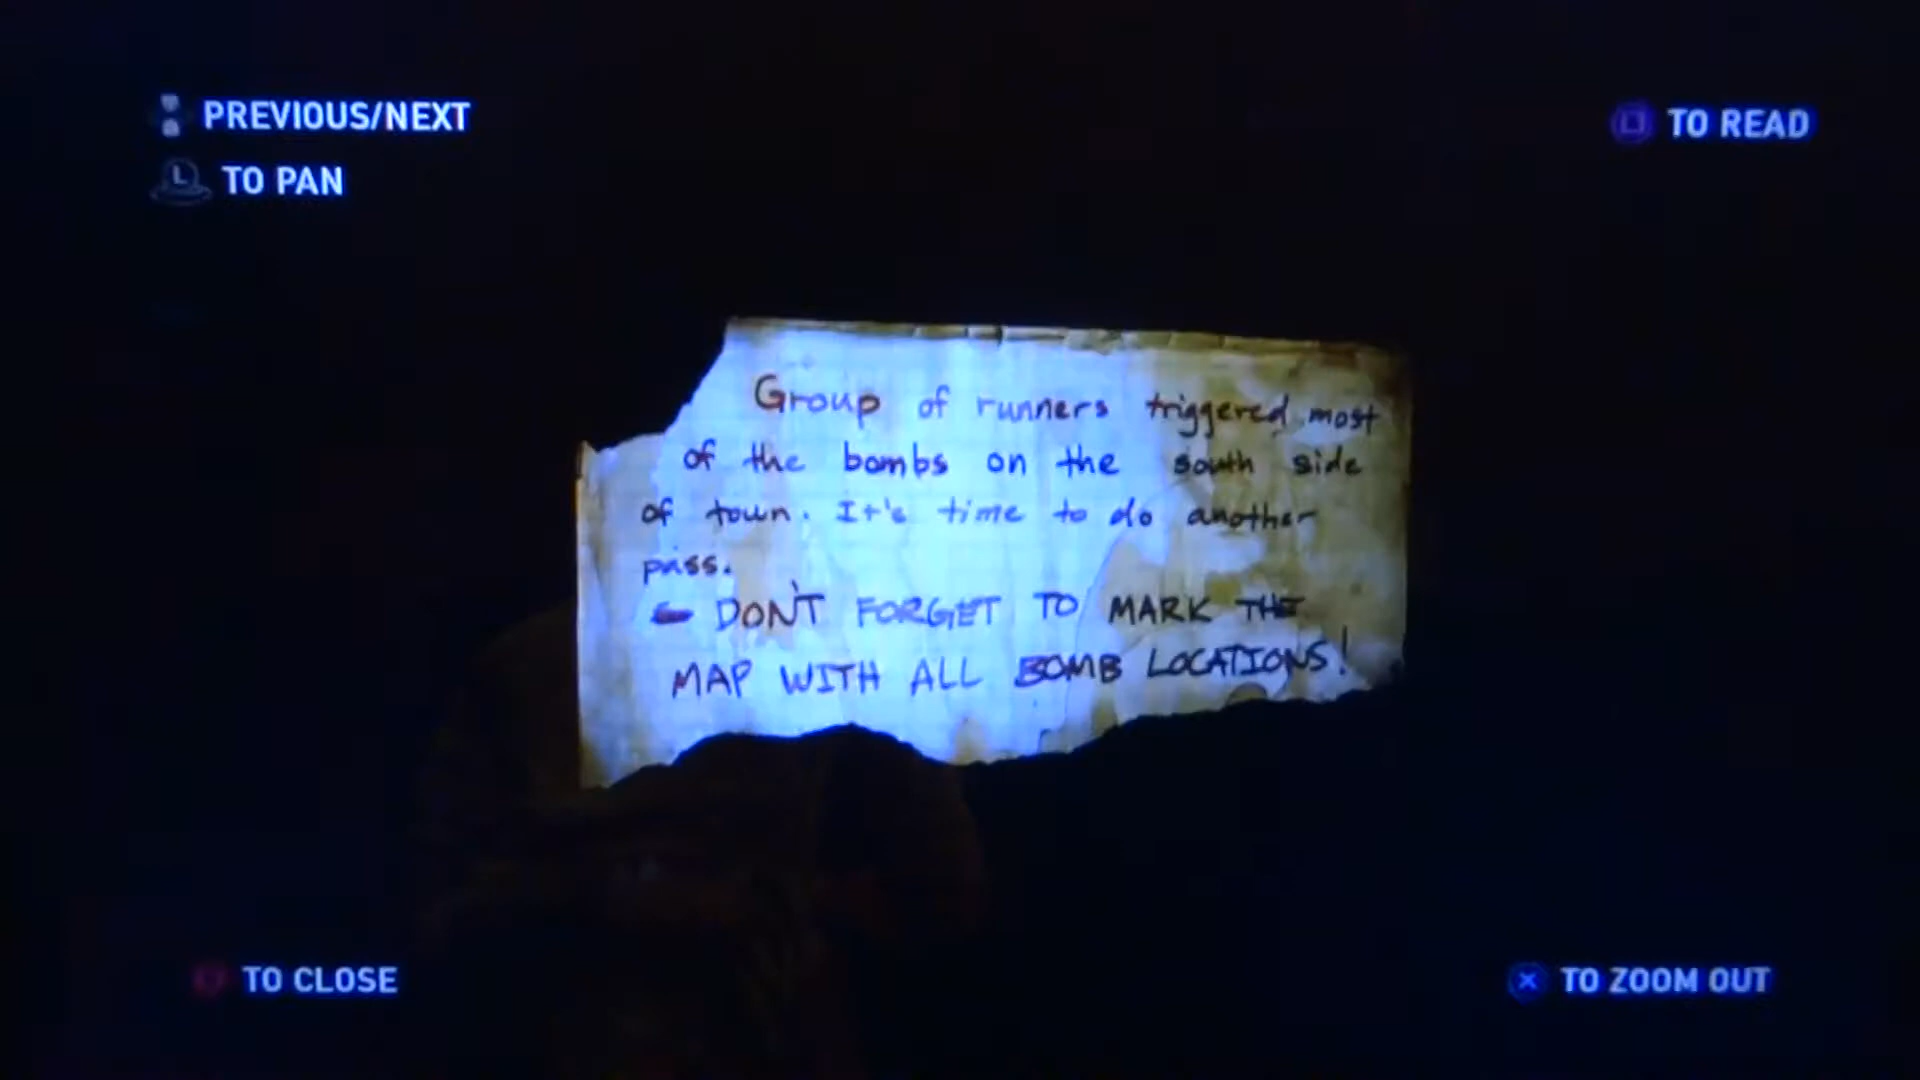 PREVIOUS/NEXT
L TO PAN
TO READ
Group of runners triggered most
of the bombs on the south side
of town. It's time to do another
pass.
- DON'T FORGET TO MARK THE
MAP WITH ALL BOMB LOCATIONS!
TO CLOSE
TO ZOOM OUT